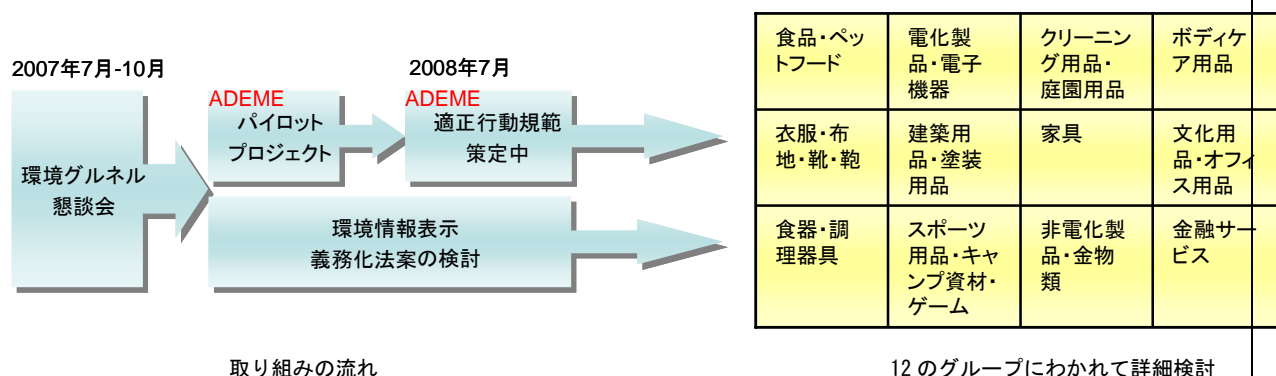 2007年7月-10月
環境グルネル
懇談会
ADEME
パイロット
プロジェクト
2008年7月
ADEME
適正行動規範
策定中
環境情報表示
義務化法案の検討
取り組みの流れ
食品・ペッ
トフード
電化製
品・電子
機器
クリーニン
グ用品・
庭園用品
ボディケ
ア用品
衣服・布
地・靴・鞄
建築用
品・塗装
用品
家具
文化用
品・オフィ
ス用品
食器・調
理器具
スポーツ
用品・キャ
ンプ資材・
ゲーム
非電化製
品・金物
類
金融サー
ビス
12 のグループにわかれて詳細検討